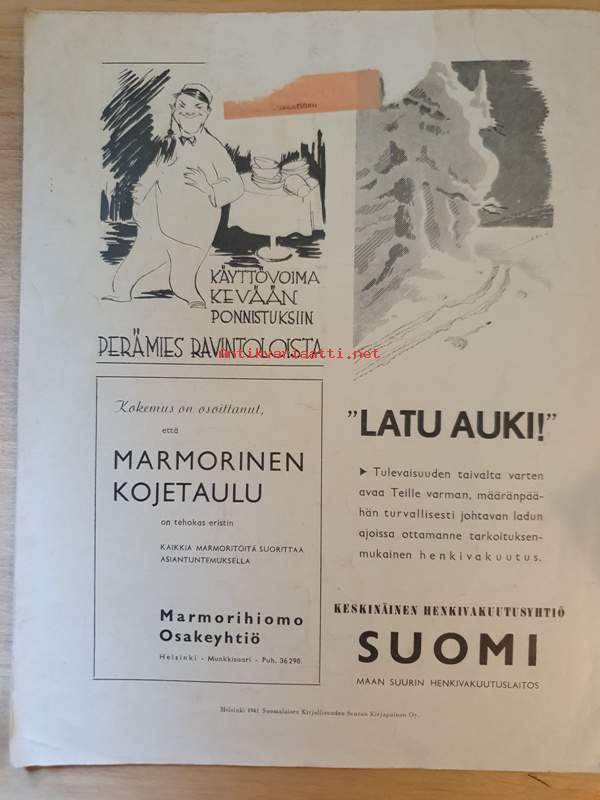 KÄYTTÖVOIMA
KEVÄÄN
PONNISTUKSIIN
PERÄMIES RAVINTOLOISTA
antikvariaatti.net
Kokemus on osoittanut,
että
MARMORINEN
KOJETAULU
on tehokas eristin
KAIKKIA MARMORITÖITÄ SUORITTAA
ASIANTUNTEMUKSELLA
Marmorihiomo
Osakeyhtiö
Helsinki - Munkkisaari - Puh. 36 298.
"LATU AUKI!"
▶ Tulevaisuuden taivalta varten
avaa Teille varman, määränpää-
hän turvallisesti johtavan ladun
ajoissa ottamanne tarkoituksen-
mukainen henkivakuutus.
KESKINÄINEN HENKIVAKUUTUSYHTIÖ
SUOMI
MAAN SUURIN HENKIVAKUUTUSLAITOS
Helsinki 1941 Suomalaisen Kirjallisuuden Seuran Kirjapainon Oy.